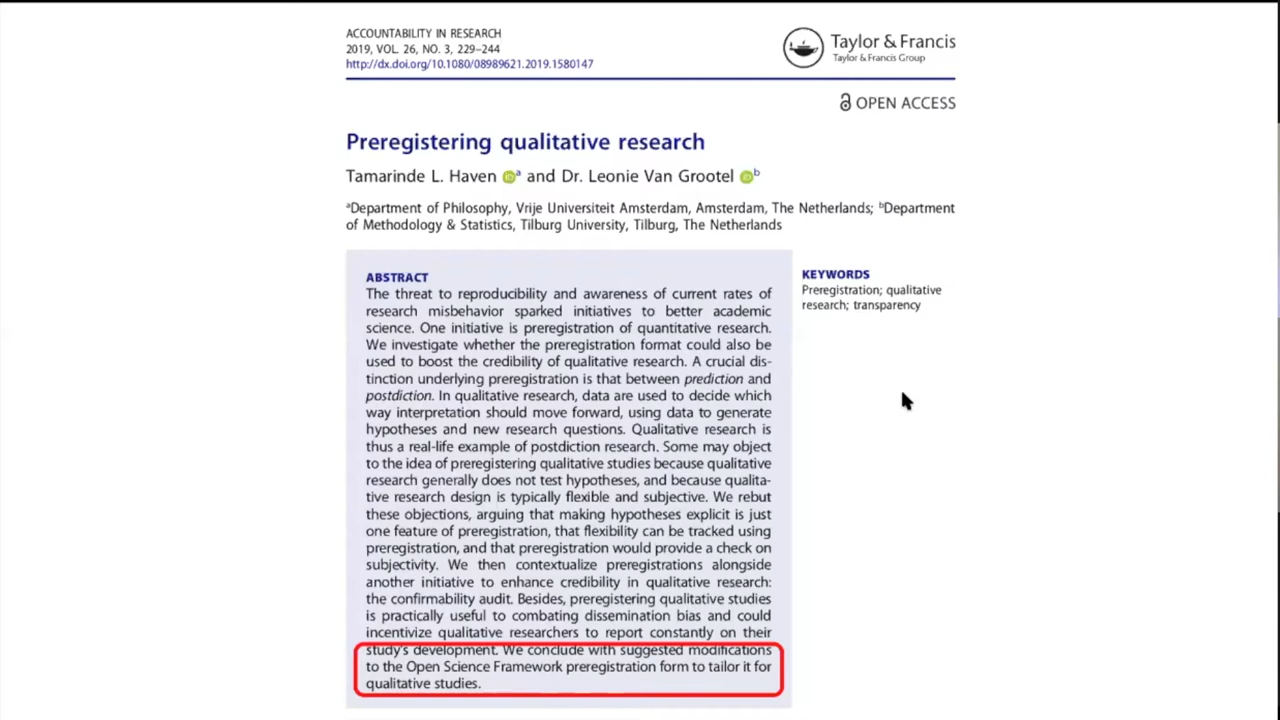 ACCOUNTABILITY IN RESEARCH
2019, VOL. 26, NO. 3, 229–244
http://dx.doi.org/10.1080/08989621.2019.1580147
Taylor & Francis
Taylor & Francis Group
OPEN ACCESS
Preregistering qualitative research
Tamarinde L. Haven iD a and Dr. Leonie Van Grootel iD b
aDepartment of Philosophy, Vrije Universiteit Amsterdam, Amsterdam, The Netherlands; bDepartment
of Methodology & Statistics, Tilburg University, Tilburg, The Netherlands
ABSTRACT
The threat to reproducibility and awareness of current rates of
research misbehavior sparked initiatives to better academic
science. One initiative is preregistration of quantitative research.
We investigate whether the preregistration format could also be
used to boost the credibility of qualitative research. A crucial dis-
tinction underlying preregistration is that between prediction and
postdiction. In qualitative research, data are used to decide which
way interpretation should move forward, using data to generate
hypotheses and new research questions. Qualitative research is
thus a real-life example of postdiction research. Some may object
to the idea of preregistering qualitative studies because qualitative
research generally does not test hypotheses, and because qualita-
tive research design is typically flexible and subjective. We rebut
these objections, arguing that making hypotheses explicit is just
one feature of preregistration, that flexibility can be tracked using
preregistration, and that preregistration would provide a check on
subjectivity. We then contextualize preregistrations alongside
another initiative to enhance credibility in qualitative research:
the confirmability audit. Besides, preregistering qualitative studies
is practically useful to combating dissemination bias and could
incentivize qualitative researchers to report constantly on their
study's development. We conclude with suggested modifications
to the Open Science Framework preregistration form to tailor it for
qualitative studies.
KEYWORDS
Preregistration; qualitative
research; transparency